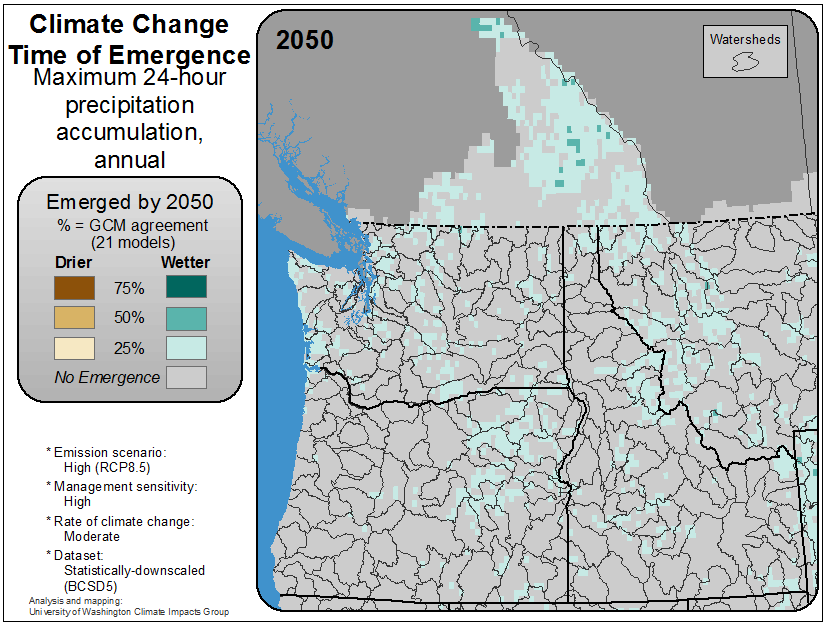 Climate Change
Time of Emergence
Maximum 24-hour
precipitation
accumulation,
annual
Emerged by 2050
% = GCM agreement
(21 models)
Drier Wetter
75%
50%
25%
No Emergence
* Emission scenario:
High (RCP8.5)
* Management sensitivity:
High
* Rate of climate change:
Moderate
* Dataset:
Statistically-downscaled
(BCSD5)
Analysis and mapping:
University of Washington Climate Impacts Group
2050
Watersheds